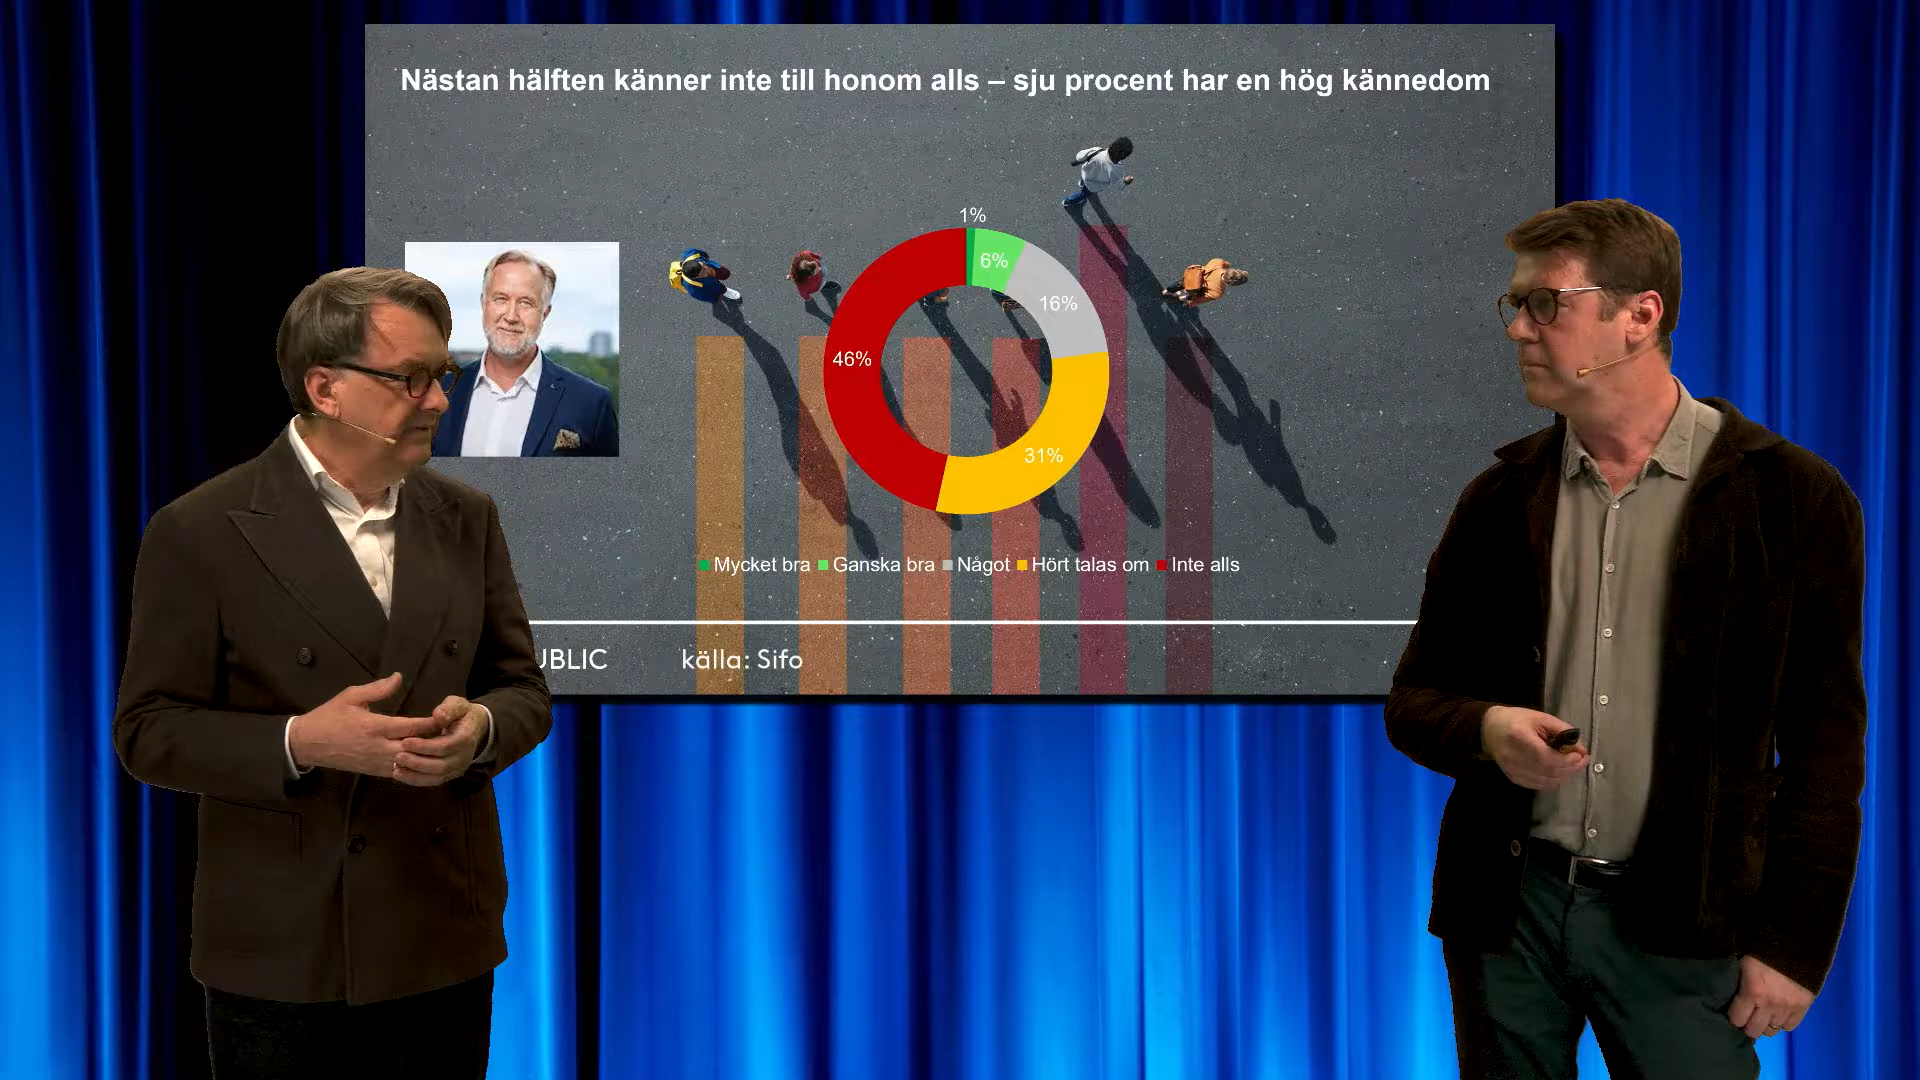 Nästan hälften känner inte till honom alls – sju procent har en hög kännedom
1%
6%
16%
46%
31%
Mycket bra Ganska bra Något Hört talas om Inte alls
källa: Sifo